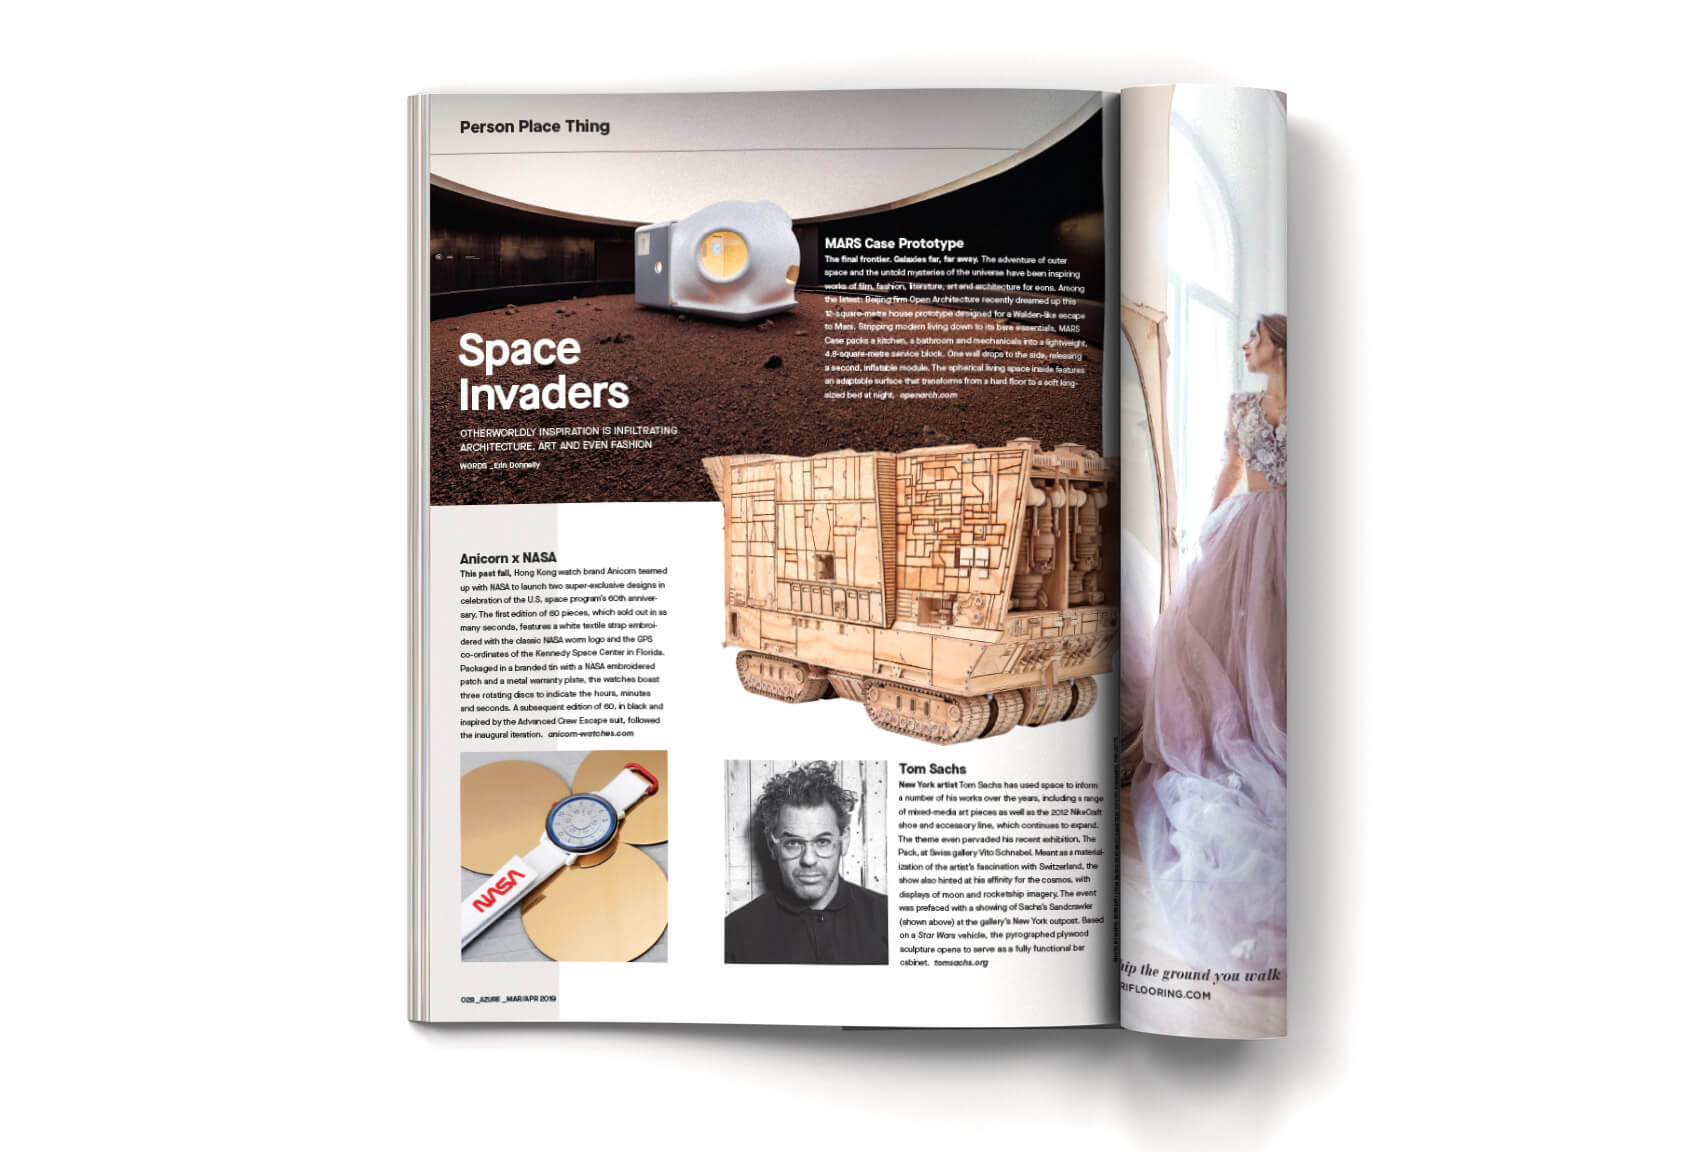 Person Place Thing
MARS Case Prototype
The final frontier. Galaxies far, far away. The adventure of outer
space and the untold mysteries of the universe have been inspiring
works of film, fashion, literature, art and architecture for eons. Among
the latest: Beijing firm Open Architecture recently dreamed up this
12-square-metre house prototype designed for a Walden-like escape
to Mars. Stripping modern living down to its bare essentials, MARS
Case packs a kitchen, a bathroom and mechanicals into a lightweight,
4.8-square-metre service block. One wall drops to the side, releasing
a second, inflatable module. The spherical living space inside features
an adaptable surface that transforms from a hard floor to a soft king-
sized bed at night. openarch.com
Space
Invaders
OTHERWORLDLY INSPIRATION IS INFILTRATING
ARCHITECTURE, ART AND EVEN FASHION
WORDS _Erin Donnelly
Anicorn x NASA
This past fall, Hong Kong watch brand Anicorn teamed
up with NASA to launch two super-exclusive designs in
celebration of the U.S. space program's 60th anniver-
sary. The first edition of 60 pieces, which sold out in as
many seconds, features a white textile strap embroi-
dered with the classic NASA worm logo and the GPS
co-ordinates of the Kennedy Space Center in Florida.
Packaged in a branded tin with a NASA embroidered
patch and a metal warranty plate, the watches boast
three rotating discs to indicate the hours, minutes
and seconds. A subsequent edition of 60, in black and
inspired by the Advanced Crew Escape suit, followed
the inaugural iteration. anicorn-watches.com
NASA
Tom Sachs
New York artist Tom Sachs has used space to inform
a number of his works over the years, including a range
of mixed-media art pieces as well as the 2012 NikeCraft
shoe and accessory line, which continues to expand.
The theme even pervaded his recent exhibition, The
Pack, at Swiss gallery Vito Schnabel. Meant as a material-
ization of the artist's fascination with Switzerland, the
show also hinted at his affinity for the cosmos, with
displays of moon and rocketship imagery. The event
was prefaced with a showing of Sachs's Sandcrawler
(shown above) at the gallery's New York outpost. Based
on a Star Wars vehicle, the pyrographed plywood
sculpture opens to serve as a fully functional bar
cabinet. tomsachs.org
028_AZURE _MAR/APR 2019
hip the ground you walk
RIFLOORING.COM